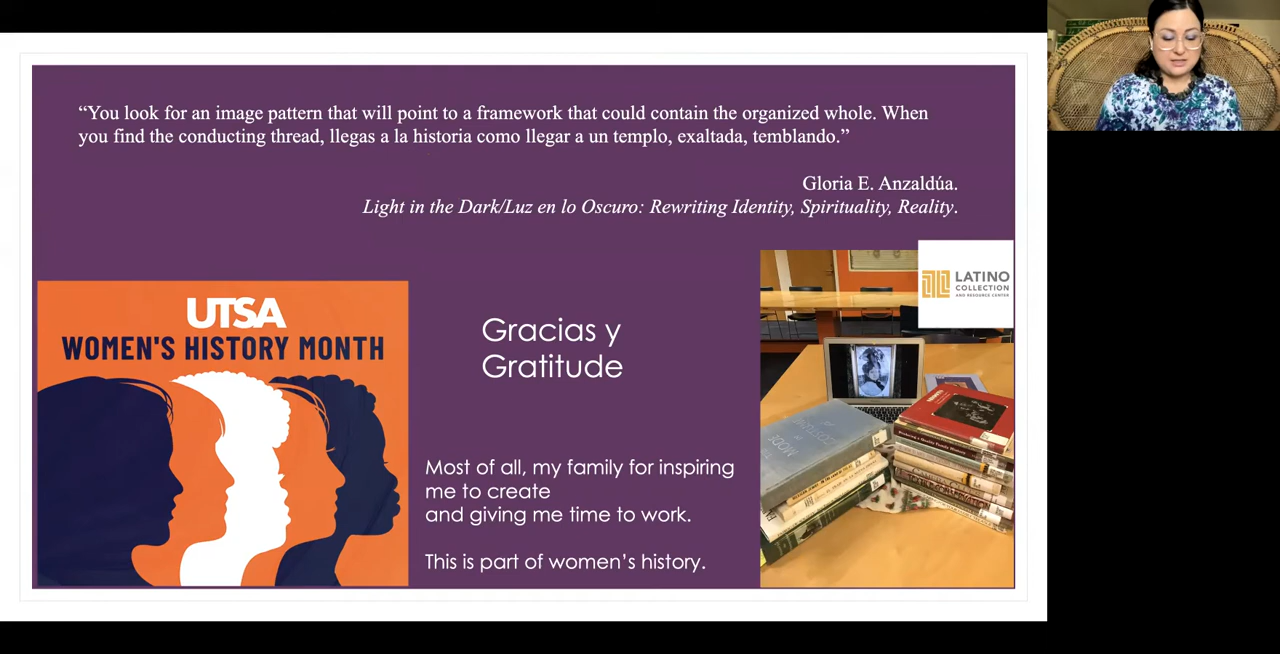 “You look for an image pattern that will point to a framework that could contain the organized whole. When
you find the conducting thread, llegas a la historia como llegar a un templo, exaltada, temblando.”
Gloria E. Anzaldúa.
Light in the Dark/Luz en lo Oscuro: Rewriting Identity, Spirituality, Reality.
UTSA
WOMEN'S HISTORY MONTH
Gracias y
Gratitude
Most of all, my family for inspiring
me to create
and giving me time to work.
This is part of women’s history.
LATINO
COLLECTION
AND RESOURCE CENTER